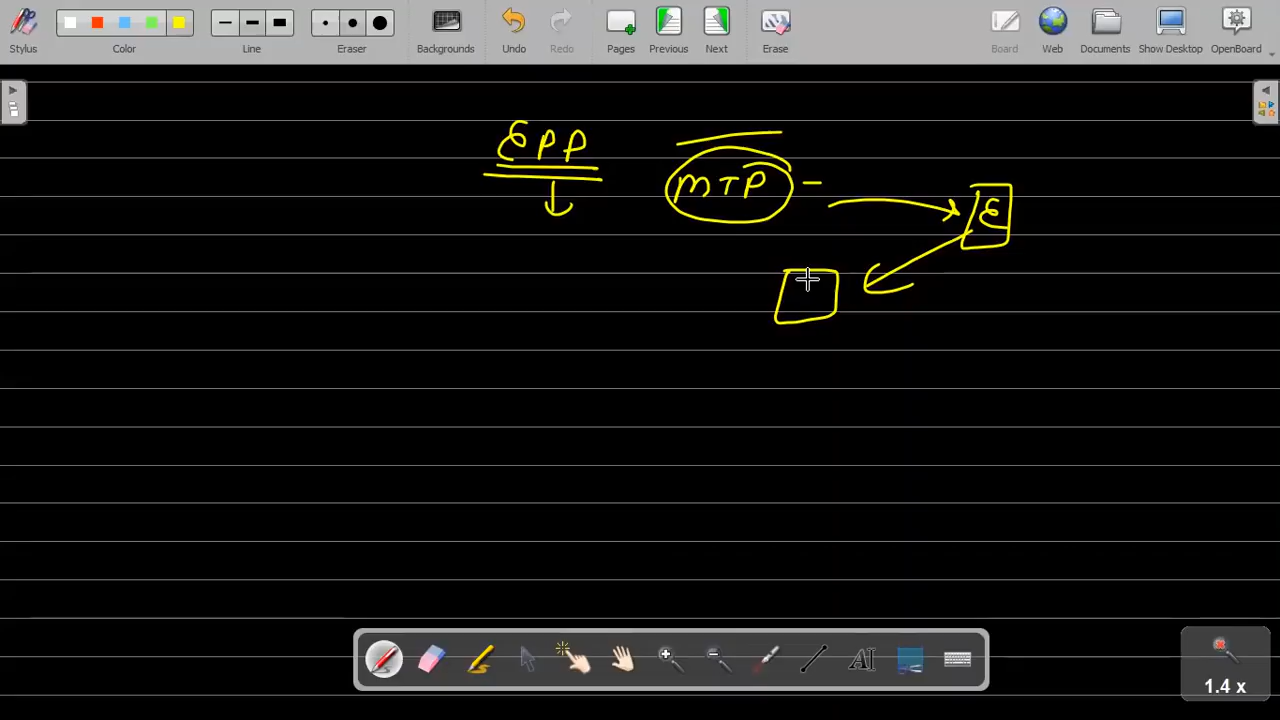 Stylus Color Line Eraser Backgrounds Undo Redo Pages Previous Next Erase Board Web Documents Show Desktop OpenBoard
EPP
MTP -
E
AI
1.4 x